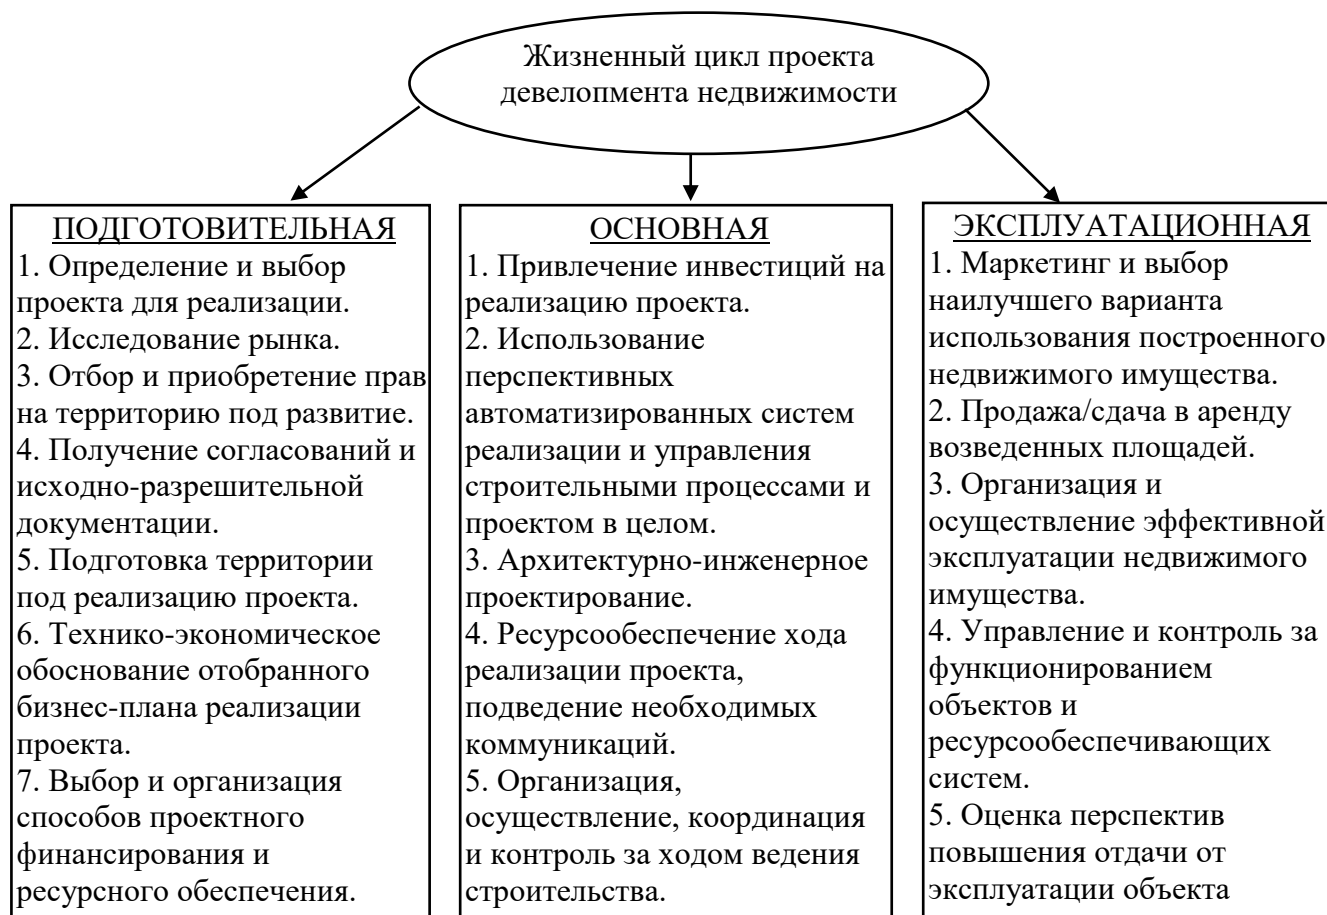 Жизненный цикл проекта
девелопмента недвижимости
ПОДГОТОВИТЕЛЬНАЯ
1. Определение и выбор
проекта для реализации.
2. Исследование рынка.
3. Отбор и приобретение прав
на территорию под развитие.
4. Получение согласований и
исходно-разрешительной
документации.
5. Подготовка территории
под реализацию проекта.
6. Технико-экономическое
обоснование отобранного
бизнес-плана реализации
проекта.
7. Выбор и организация
способов проектного
финансирования и
ресурсного обеспечения.
ОСНОВНАЯ
1. Привлечение инвестиций на
реализацию проекта.
2. Использование
перспективных
автоматизированных систем
реализации и управления
строительными процессами и
проектом в целом.
3. Архитектурно-инженерное
проектирование.
4. Ресурсообеспечение хода
реализации проекта,
подведение необходимых
коммуникаций.
5. Организация,
осуществление, координация
и контроль за ходом ведения
строительства.
ЭКСПЛУАТАЦИОННАЯ
1. Маркетинг и выбор
наилучшего варианта
использования построенного
недвижимого имущества.
2. Продажа/сдача в аренду
возведенных площадей.
3. Организация и
осуществление эффективной
эксплуатации недвижимого
имущества.
4. Управление и контроль за
функционированием
объектов и
ресурсообеспечивающих
систем.
5. Оценка перспектив
повышения отдачи от
эксплуатации объекта